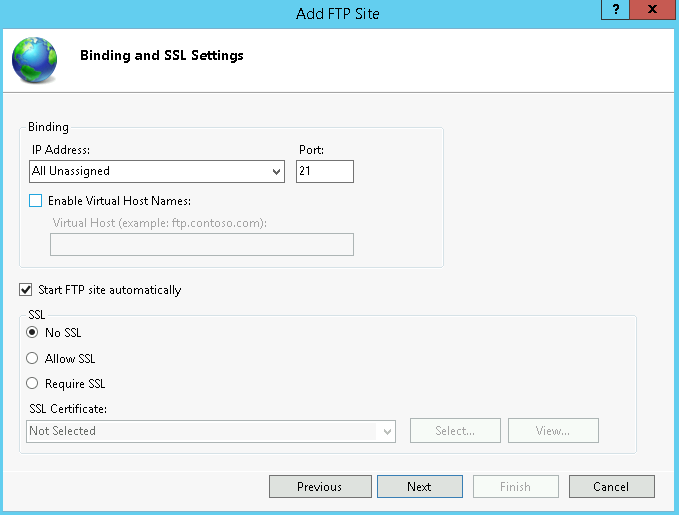 Add FTP Site
? x
Binding and SSL Settings
Binding
IP Address: Port:
All Unassigned 21
Enable Virtual Host Names:
Virtual Host (example: ftp.contoso.com):
Start FTP site automatically
SSL
No SSL
Allow SSL
Require SSL
SSL Certificate:
Not Selected Select... View...
Previous Next Finish Cancel